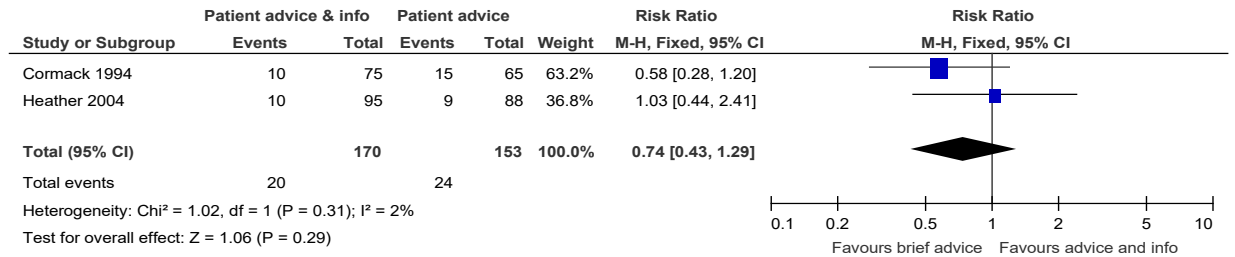 Patient advice & info Patient advice Risk Ratio Risk Ratio
Study or Subgroup Events Total Events Total Weight M-H, Fixed, 95% CI M-H, Fixed, 95% CI
Cormack 1994 10 75 15 65 63.2% 0.58 [0.28, 1.20]
Heather 2004 10 95 9 88 36.8% 1.03 [0.44, 2.41]
Total (95% CI) 170 153 100.0% 0.74 [0.43, 1.29]
Total events 20 24
Heterogeneity: Chi² = 1.02, df = 1 (P = 0.31); I² = 2%
Test for overall effect: Z = 1.06 (P = 0.29)
0.1 0.2 0.5 1 2 5 10
Favours brief advice Favours advice and info